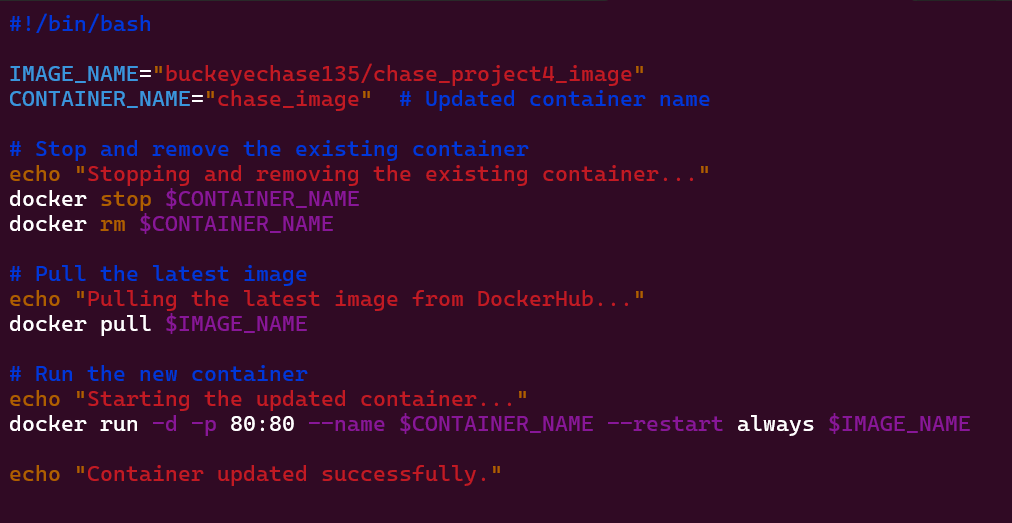 #!/bin/bash
IMAGE_NAME="buckeyechase135/chase_project4_image"
CONTAINER_NAME="chase_image"  # Updated container name
# Stop and remove the existing container
echo "Stopping and removing the existing container..."
docker stop $CONTAINER_NAME
docker rm $CONTAINER_NAME
# Pull the latest image
echo "Pulling the latest image from DockerHub..."
docker pull $IMAGE_NAME
# Run the new container
echo "Starting the updated container..."
docker run -d -p 80:80 --name $CONTAINER_NAME --restart always $IMAGE_NAME
echo "Container updated successfully."